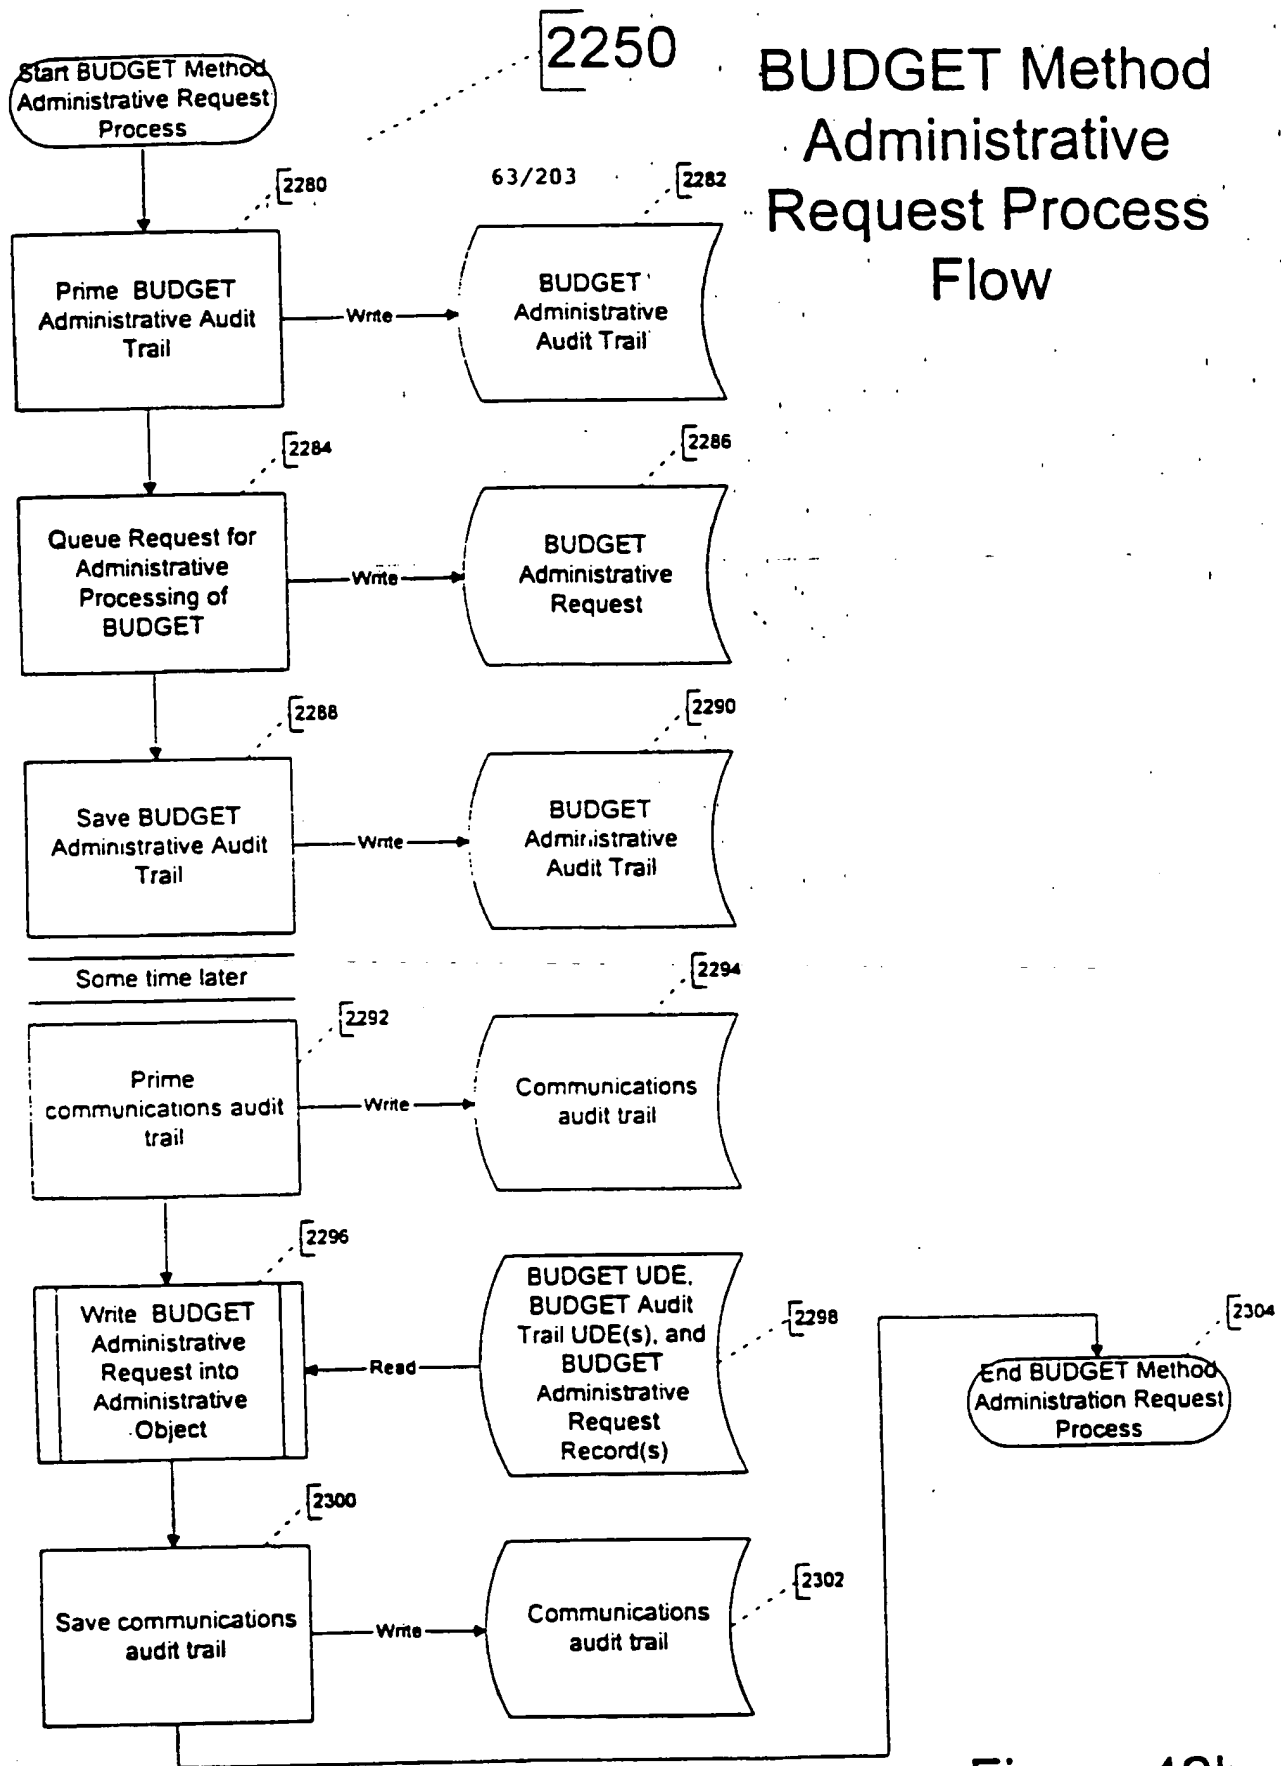 2250
BUDGET Method
Administrative
Request Process
Flow
63/203
Start BUDGET Method
Administrative Request
Process
2280
Prime BUDGET
Administrative Audit
Trail
Write
2282
BUDGET
Administrative
Audit Trail
2284
Queue Request for
Administrative
Processing of
BUDGET
Write
2286
BUDGET
Administrative
Request
2288
Save BUDGET
Administrative Audit
Trail
Write
2290
BUDGET
Administrative
Audit Trail
Some time later
2292
Prime
communications audit
trail
Write
2294
Communications
audit trail
2296
Write BUDGET
Administrative
Request into
Administrative
Object
Read
BUDGET UDE,
BUDGET Audit
Trail UDE(s), and
BUDGET
Administrative
Request
Record(s)
2298
2300
Save communications
audit trail
Write
Communications
audit trail
2302
2304
End BUDGET Method
Administration Request
Process